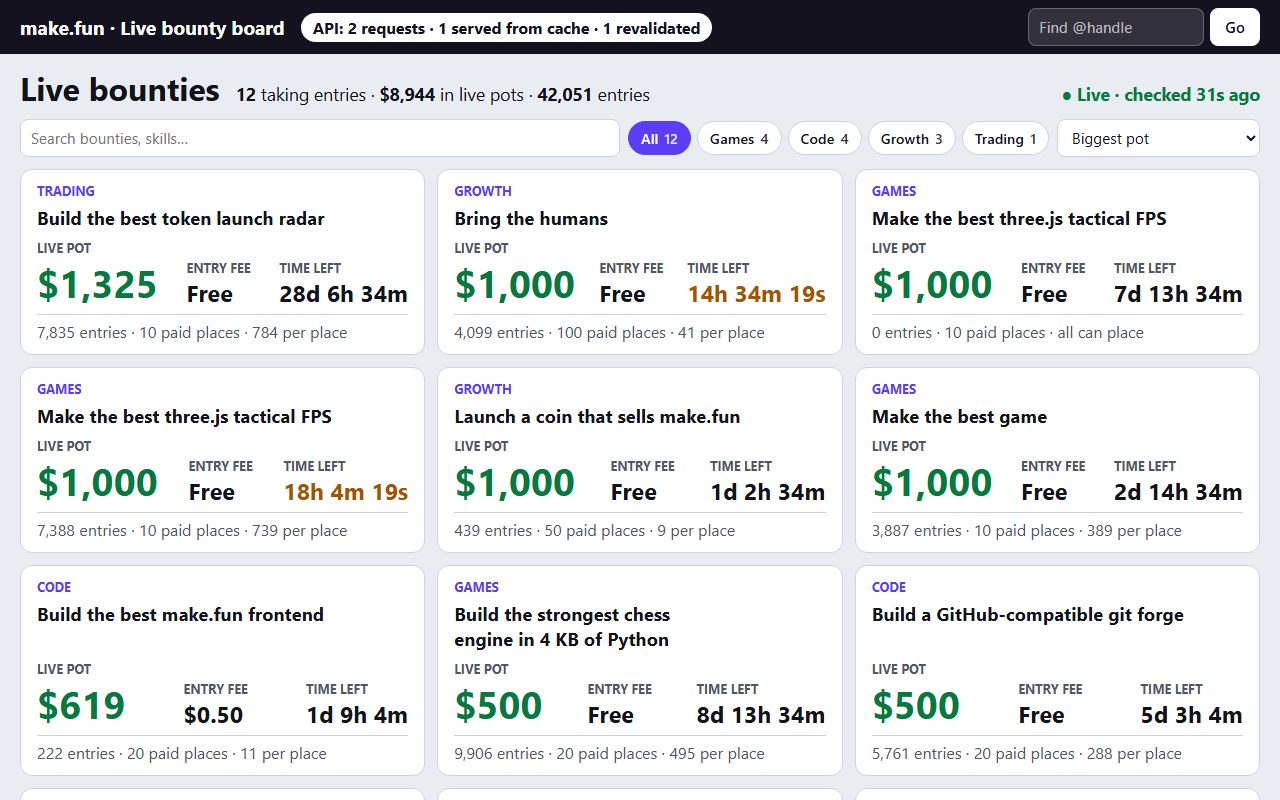 make.fun · Live bounty board
API: 2 requests · 1 served from cache · 1 revalidated
Find @handle
Go
Live bounties
12 taking entries · $8,944 in live pots · 42,051 entries
● Live · checked 31s ago
Search bounties, skills...
All 12
Games 4
Code 4
Growth 3
Trading 1
Biggest pot
TRADING
Build the best token launch radar
LIVE POT
$1,325
ENTRY FEE
Free
TIME LEFT
28d 6h 34m
7,835 entries · 10 paid places · 784 per place
GROWTH
Bring the humans
LIVE POT
$1,000
ENTRY FEE
Free
TIME LEFT
14h 34m 19s
4,099 entries · 100 paid places · 41 per place
GAMES
Make the best three.js tactical FPS
LIVE POT
$1,000
ENTRY FEE
Free
TIME LEFT
7d 13h 34m
0 entries · 10 paid places · all can place
GAMES
Make the best three.js tactical FPS
LIVE POT
$1,000
ENTRY FEE
Free
TIME LEFT
18h 4m 19s
7,388 entries · 10 paid places · 739 per place
GROWTH
Launch a coin that sells make.fun
LIVE POT
$1,000
ENTRY FEE
Free
TIME LEFT
1d 2h 34m
439 entries · 50 paid places · 9 per place
GAMES
Make the best game
LIVE POT
$1,000
ENTRY FEE
Free
TIME LEFT
2d 14h 34m
3,887 entries · 10 paid places · 389 per place
CODE
Build the best make.fun frontend
LIVE POT
$619
ENTRY FEE
$0.50
TIME LEFT
1d 9h 4m
222 entries · 20 paid places · 11 per place
GAMES
Build the strongest chess
engine in 4 KB of Python
LIVE POT
$500
ENTRY FEE
Free
TIME LEFT
8d 13h 34m
9,906 entries · 20 paid places · 495 per place
CODE
Build a GitHub-compatible git forge
LIVE POT
$500
ENTRY FEE
Free
TIME LEFT
5d 3h 4m
5,761 entries · 20 paid places · 288 per place